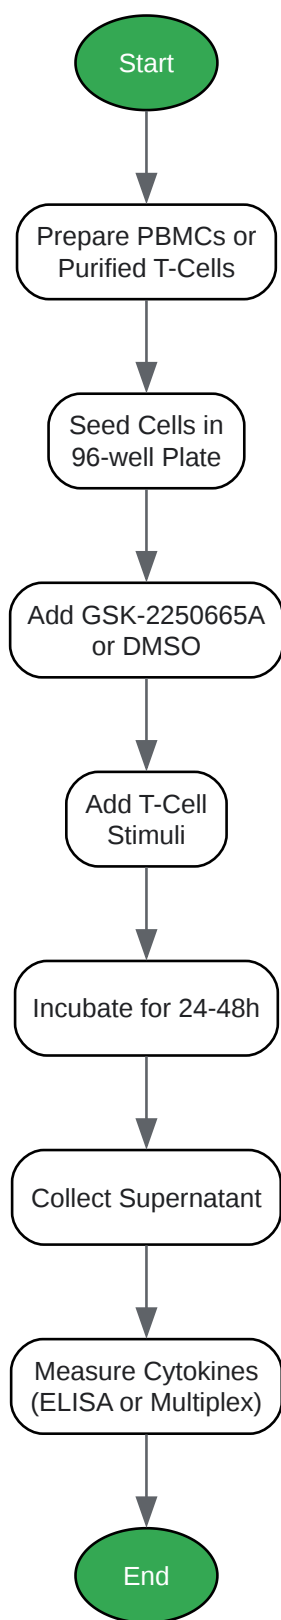 Start
Prepare PBMCs or
Purified T-Cells
Seed Cells in
96-well Plate
Add GSK-2250665A
or DMSO
Add T-Cell
Stimuli
Incubate for 24-48h
Collect Supernatant
Measure Cytokines
(ELISA or Multiplex)
End